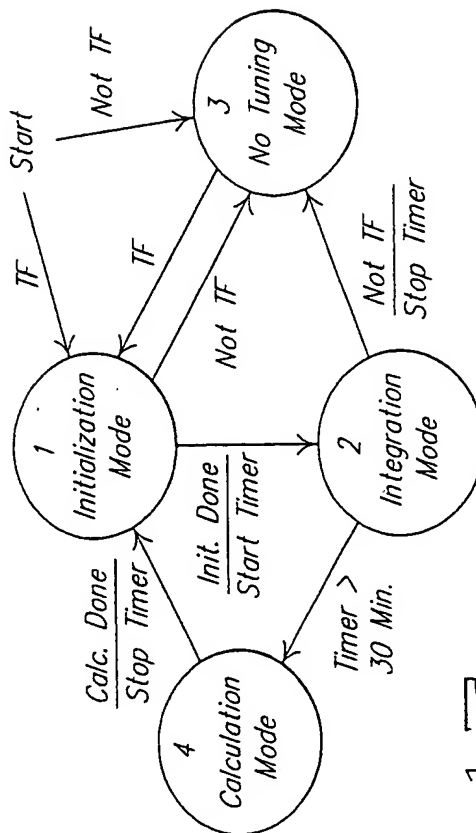 Start
TF
Not TF
1
Initialization
Mode
TF
3
No Tuning
Mode
Not TF
Calc. Done
Stop Timer
Init. Done
Start Timer
4
Calculation
Mode
Timer >
30 Min.
2
Integration
Mode
Not TF
Stop Timer